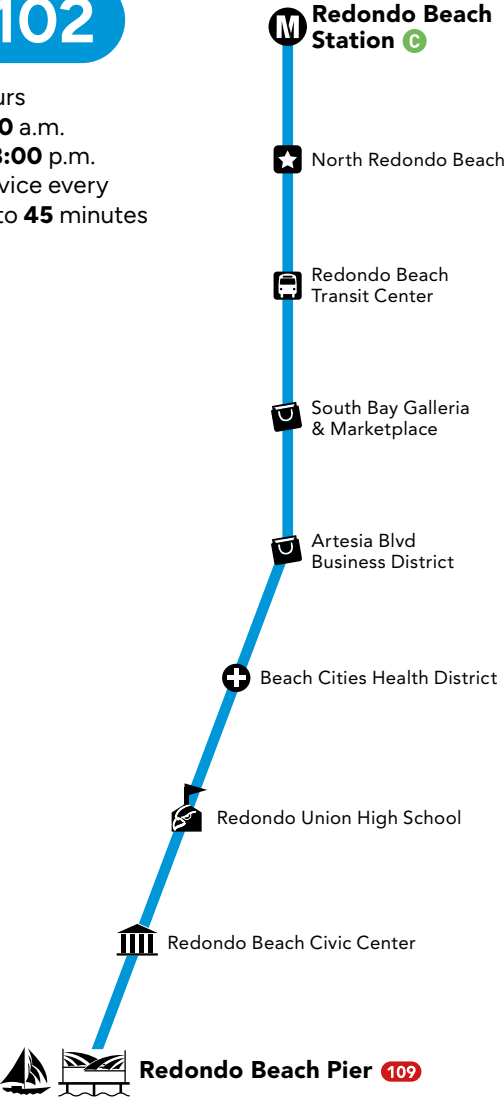 102
urs
0 a.m.
:00 p.m.
vice every
to 45 minutes
M Redondo Beach
Station C
North Redondo Beach
Redondo Beach
Transit Center
South Bay Galleria
& Marketplace
Artesia Blvd
Business District
Beach Cities Health District
Redondo Union High School
Redondo Beach Civic Center
Redondo Beach Pier 109